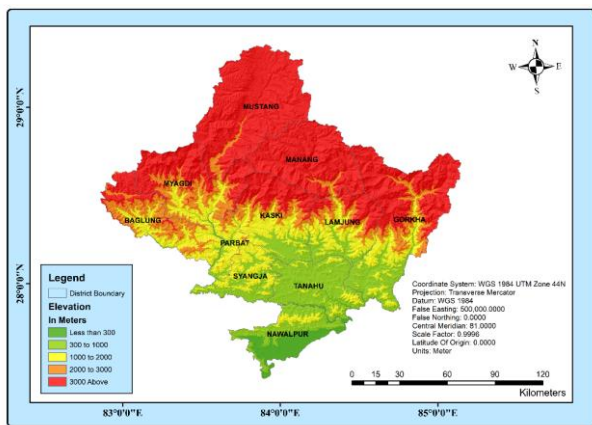 N
W E
S
29°0'0"N
28°0'0"N
MUSTANG
MANANG
MYAGDI
BAGLUNG
KASKI
LAMJUNG
GORKHA
PARBAT
SYANGJA
TANAHU
NAWALPUR
Legend
District Boundary
Elevation
In Meters
Less than 300
300 to 1000
1000 to 2000
2000 to 3000
3000 Above
Coordinate System: WGS 1984 UTM Zone 44N
Projection: Transverse Mercator
Datum: WGS 1984
False Easting: 500,000.0000
False Northing: 0.0000
Central Meridian: 81.0000
Scale Factor: 0.9996
Latitude Of Origin: 0.0000
Units: Meter
0 15 30 60 90 120
Kilometers
83°0'0"E 84°0'0"E 85°0'0"E